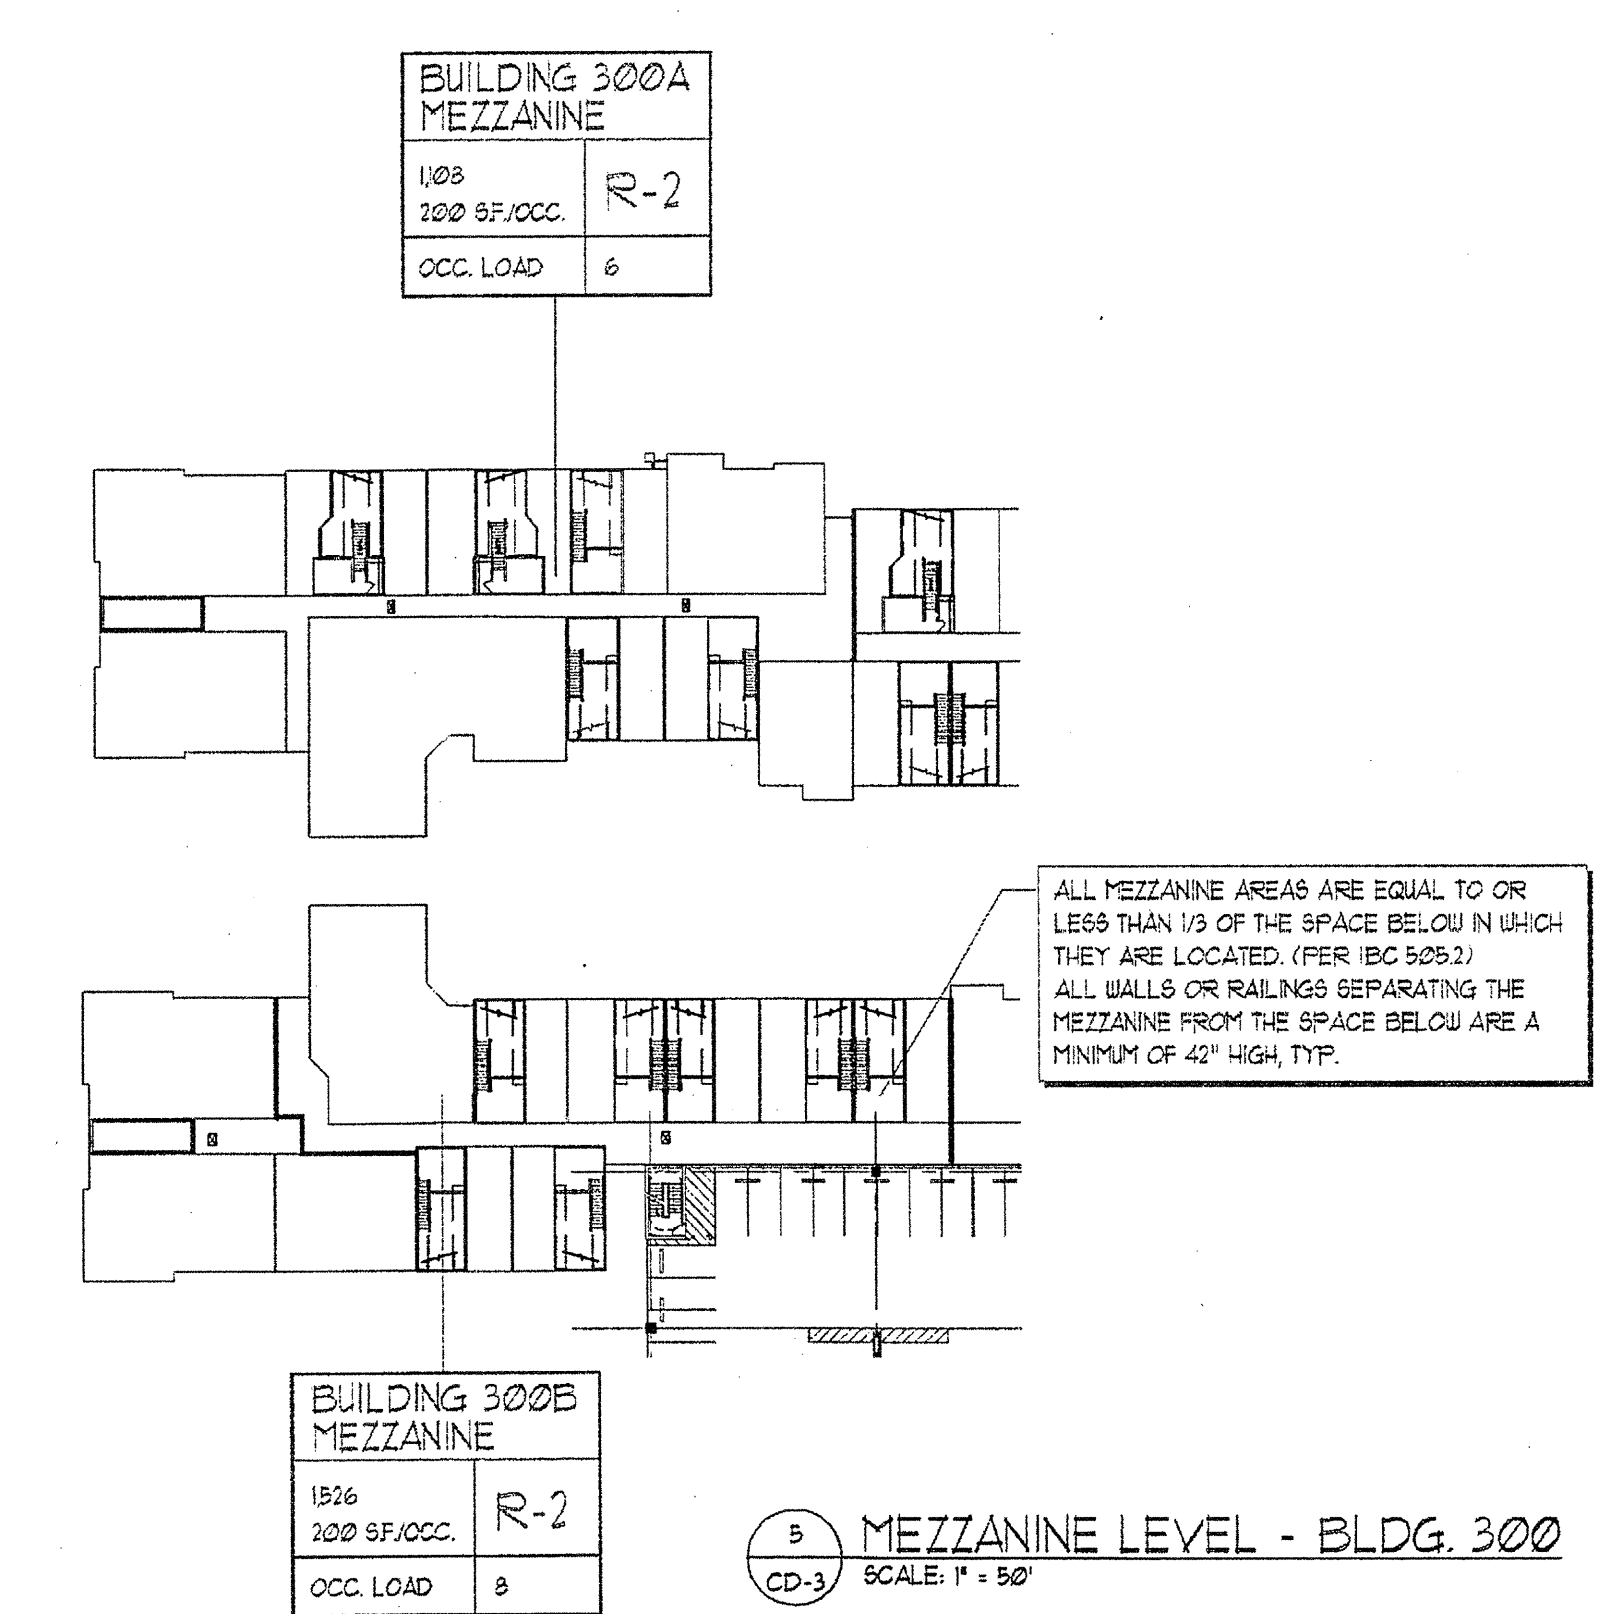 BUILDING 300A
MEZZANINE
1,103
200 S.F./OCC.
R-2
OCC. LOAD
6
ALL MEZZANINE AREAS ARE EQUAL TO OR
LESS THAN 1/3 OF THE SPACE BELOW IN WHICH
THEY ARE LOCATED. (PER IBC 505.2)
ALL WALLS OR RAILINGS SEPARATING THE
MEZZANINE FROM THE SPACE BELOW ARE A
MINIMUM OF 42" HIGH, TYP.
BUILDING 300B
MEZZANINE
1,526
200 S.F./OCC.
R-2
OCC. LOAD
8
5
CD-3
MEZZANINE LEVEL - BLDG. 300
SCALE: 1" = 50'